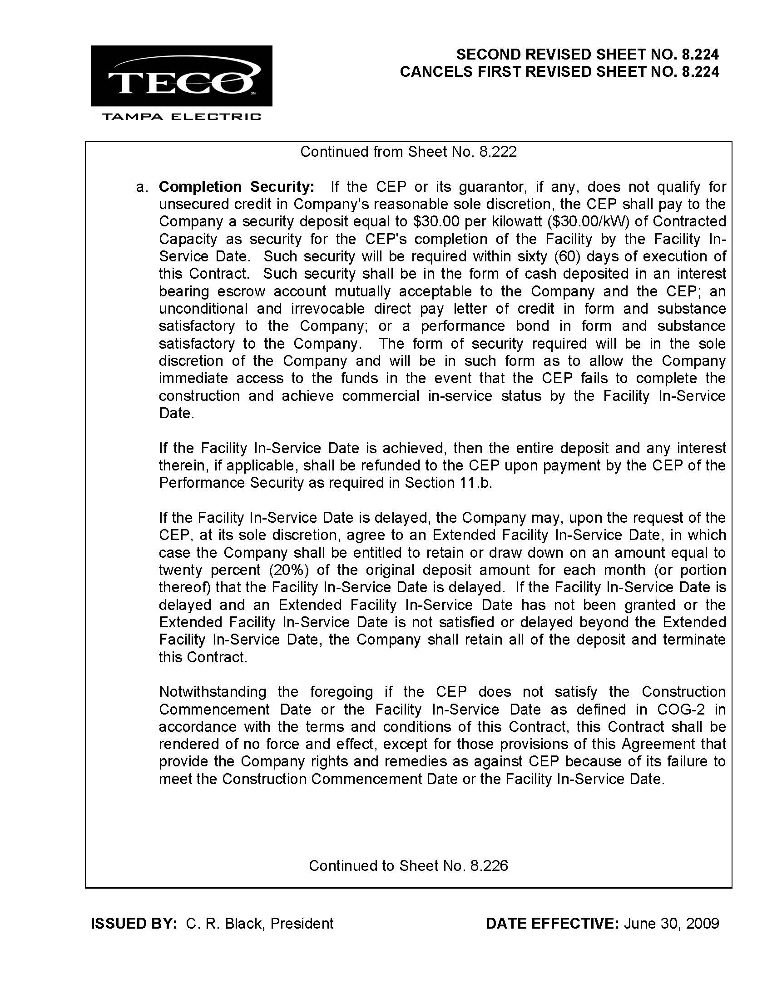 SECOND REVISED SHEET NO. 8.224
CANCELS FIRST REVISED SHEET NO. 8.224
TECO
SM
TAMPA ELECTRIC
Continued from Sheet No. 8.222
a. Completion Security: If the CEP or its guarantor, if any, does not qualify for
unsecured credit in Company’s reasonable sole discretion, the CEP shall pay to the
Company a security deposit equal to $30.00 per kilowatt ($30.00/kW) of Contracted
Capacity as security for the CEP's completion of the Facility by the Facility In-
Service Date. Such security will be required within sixty (60) days of execution of
this Contract. Such security shall be in the form of cash deposited in an interest
bearing escrow account mutually acceptable to the Company and the CEP; an
unconditional and irrevocable direct pay letter of credit in form and substance
satisfactory to the Company; or a performance bond in form and substance
satisfactory to the Company. The form of security required will be in the sole
discretion of the Company and will be in such form as to allow the Company
immediate access to the funds in the event that the CEP fails to complete the
construction and achieve commercial in-service status by the Facility In-Service
Date.
If the Facility In-Service Date is achieved, then the entire deposit and any interest
therein, if applicable, shall be refunded to the CEP upon payment by the CEP of the
Performance Security as required in Section 11.b.
If the Facility In-Service Date is delayed, the Company may, upon the request of the
CEP, at its sole discretion, agree to an Extended Facility In-Service Date, in which
case the Company shall be entitled to retain or draw down on an amount equal to
twenty percent (20%) of the original deposit amount for each month (or portion
thereof) that the Facility In-Service Date is delayed. If the Facility In-Service Date is
delayed and an Extended Facility In-Service Date has not been granted or the
Extended Facility In-Service Date is not satisfied or delayed beyond the Extended
Facility In-Service Date, the Company shall retain all of the deposit and terminate
this Contract.
Notwithstanding the foregoing if the CEP does not satisfy the Construction
Commencement Date or the Facility In-Service Date as defined in COG-2 in
accordance with the terms and conditions of this Contract, this Contract shall be
rendered of no force and effect, except for those provisions of this Agreement that
provide the Company rights and remedies as against CEP because of its failure to
meet the Construction Commencement Date or the Facility In-Service Date.
Continued to Sheet No. 8.226
ISSUED BY: C. R. Black, President
DATE EFFECTIVE: June 30, 2009